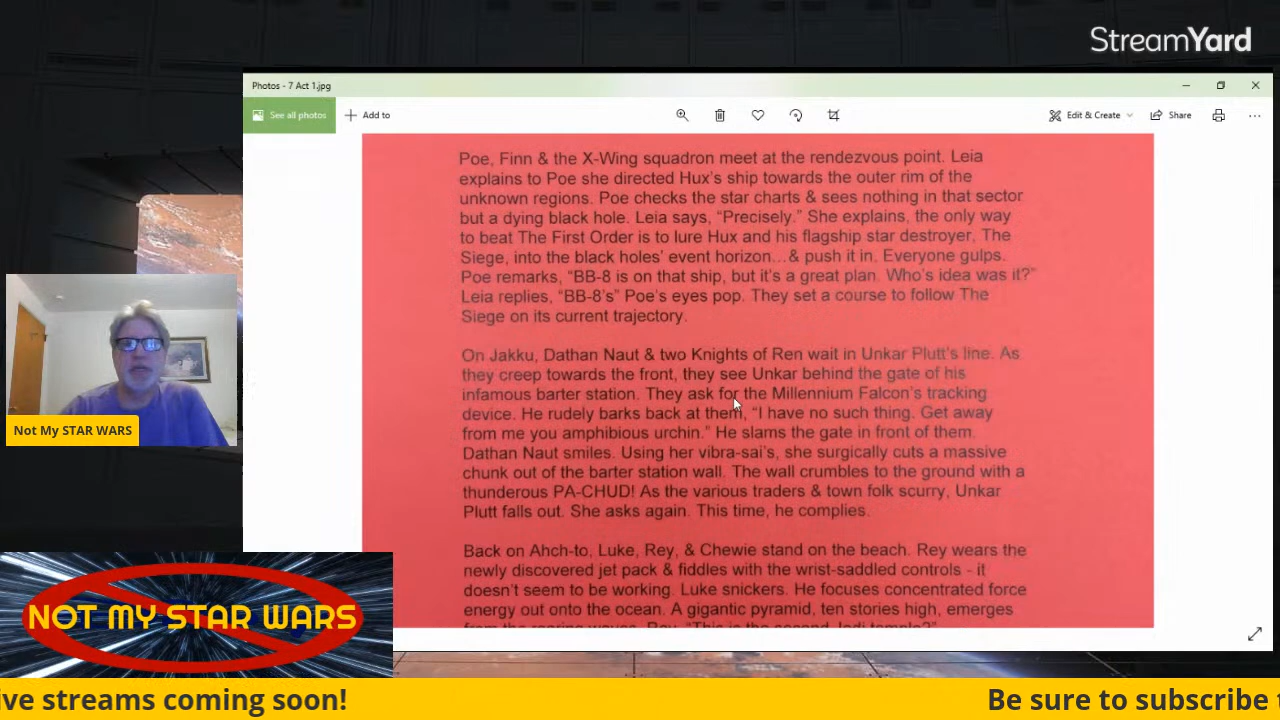 StreamYard
Photos - 7 Act 1.jpg
See all photos
Add to
Edit & Create
Share
Poe, Finn & the X-Wing squadron meet at the rendezvous point. Leia
explains to Poe she directed Hux's ship towards the outer rim of the
unknown regions. Poe checks the star charts & sees nothing in that sector
but a dying black hole. Leia says, “Precisely.” She explains, the only way
to beat The First Order is to lure Hux and his flagship star destroyer, The
Siege, into the black holes' event horizon...& push it in. Everyone gulps.
Poe remarks, “BB-8 is on that ship, but it's a great plan. Who's idea was it?”
Leia replies, “BB-8's” Poe's eyes pop. They set a course to follow The
Siege on its current trajectory.
On Jakku, Dathan Naut & two Knights of Ren wait in Unkar Plutt's line. As
they creep towards the front, they see Unkar behind the gate of his
infamous barter station. They ask for the Millennium Falcon's tracking
device. He rudely barks back at them, “I have no such thing. Get away
from me you amphibious urchin.” He slams the gate in front of them.
Dathan Naut smiles. Using her vibra-sai's, she surgically cuts a massive
chunk out of the barter station wall. The wall crumbles to the ground with a
thunderous PA-CHUD! As the various traders & town folk scurry, Unkar
Plutt falls out. She asks again. This time, he complies.
Back on Ahch-to, Luke, Rey, & Chewie stand on the beach. Rey wears the
newly discovered jet pack & fiddles with the wrist-saddled controls - it
doesn't seem to be working. Luke snickers. He focuses concentrated force
energy out onto the ocean. A gigantic pyramid, ten stories high, emerges
from the roaring waves. Rey, “This is the second Jedi temple?”
Not My STAR WARS
NOT MY STAR WARS
ive streams coming soon!
Be sure to subscribe